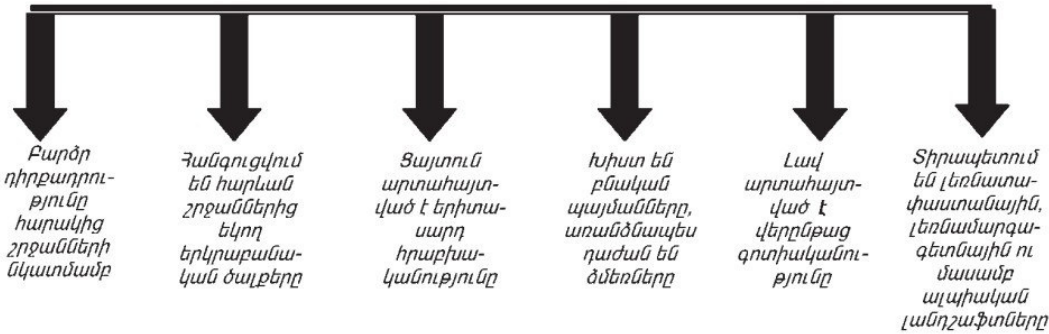 Բարձր
դիրքադրու-
թյունը
հարակից
շրջանների
նկատմամբ
Հանգուցվում
են հարևան
շրջաններից
եկող
երկրաբանա-
կան ծալքերը
Ցայտուն
արտահայտ-
ված է երիտա-
սարդ
հրաբխա-
կանությունը
Խիստ են
բնական
պայմանները,
առանձնապես
դաժան են
ձմեռները
Լավ
արտահայտ-
ված է
վերընթաց
գոտիականու-
թյունը
Տիրապետում
են լեռնատա-
փաստանային,
լեռնամարգա-
գետնային ու
մասամբ
ալպիական
լանդշաֆտները